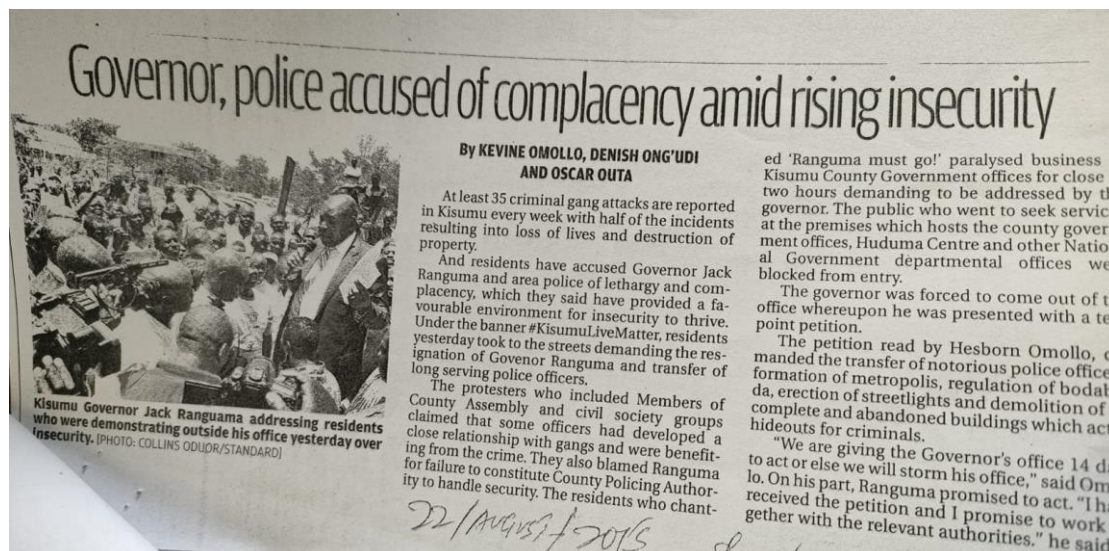 Governor, police accused of complacency amid rising insecurity
Kisumu Governor Jack Ranguama addressing residents
who were demonstrating outside his office yesterday over
insecurity. [PHOTO: COLLINS ODUOR/STANDARD]
By KEVINE OMOLLO, DENISH ONG'UDI
AND OSCAR OUTA
At least 35 criminal gang attacks are reported
in Kisumu every week with half of the incidents
resulting into loss of lives and destruction of
property.
And residents have accused Governor Jack
Ranguma and area police of lethargy and com-
placency, which they said have provided a fa-
vourable environment for insecurity to thrive.
Under the banner #KisumuLiveMatter, residents
yesterday took to the streets demanding the res-
ignation of Govenor Ranguma and transfer of
long serving police officers.
The protesters who included Members of
County Assembly and civil society groups
claimed that some officers had developed a
close relationship with gangs and were benefit-
ing from the crime. They also blamed Ranguma
for failure to constitute County Policing Author-
ity to handle security. The residents who chant-
ed 'Ranguma must go!' paralysed business
Kisumu County Government offices for close
two hours demanding to be addressed by
governor. The public who went to seek servic
at the premises which hosts the county gover
ment offices, Huduma Centre and other Natio
al Government departmental offices we
blocked from entry.
The governor was forced to come out of
office whereupon he was presented with a te
point petition.
The petition read by Hesborn Omollo,
manded the transfer of notorious police office
formation of metropolis, regulation of bodab
da, erection of streetlights and demolition of
complete and abandoned buildings which act
hideouts for criminals.
"We are giving the Governor's office 14 d
to act or else we will storm his office," said Om
lo. On his part, Ranguma promised to act. "I ha
received the petition and I promise to work
gether with the relevant authorities." he said
22/AUGUST/2015